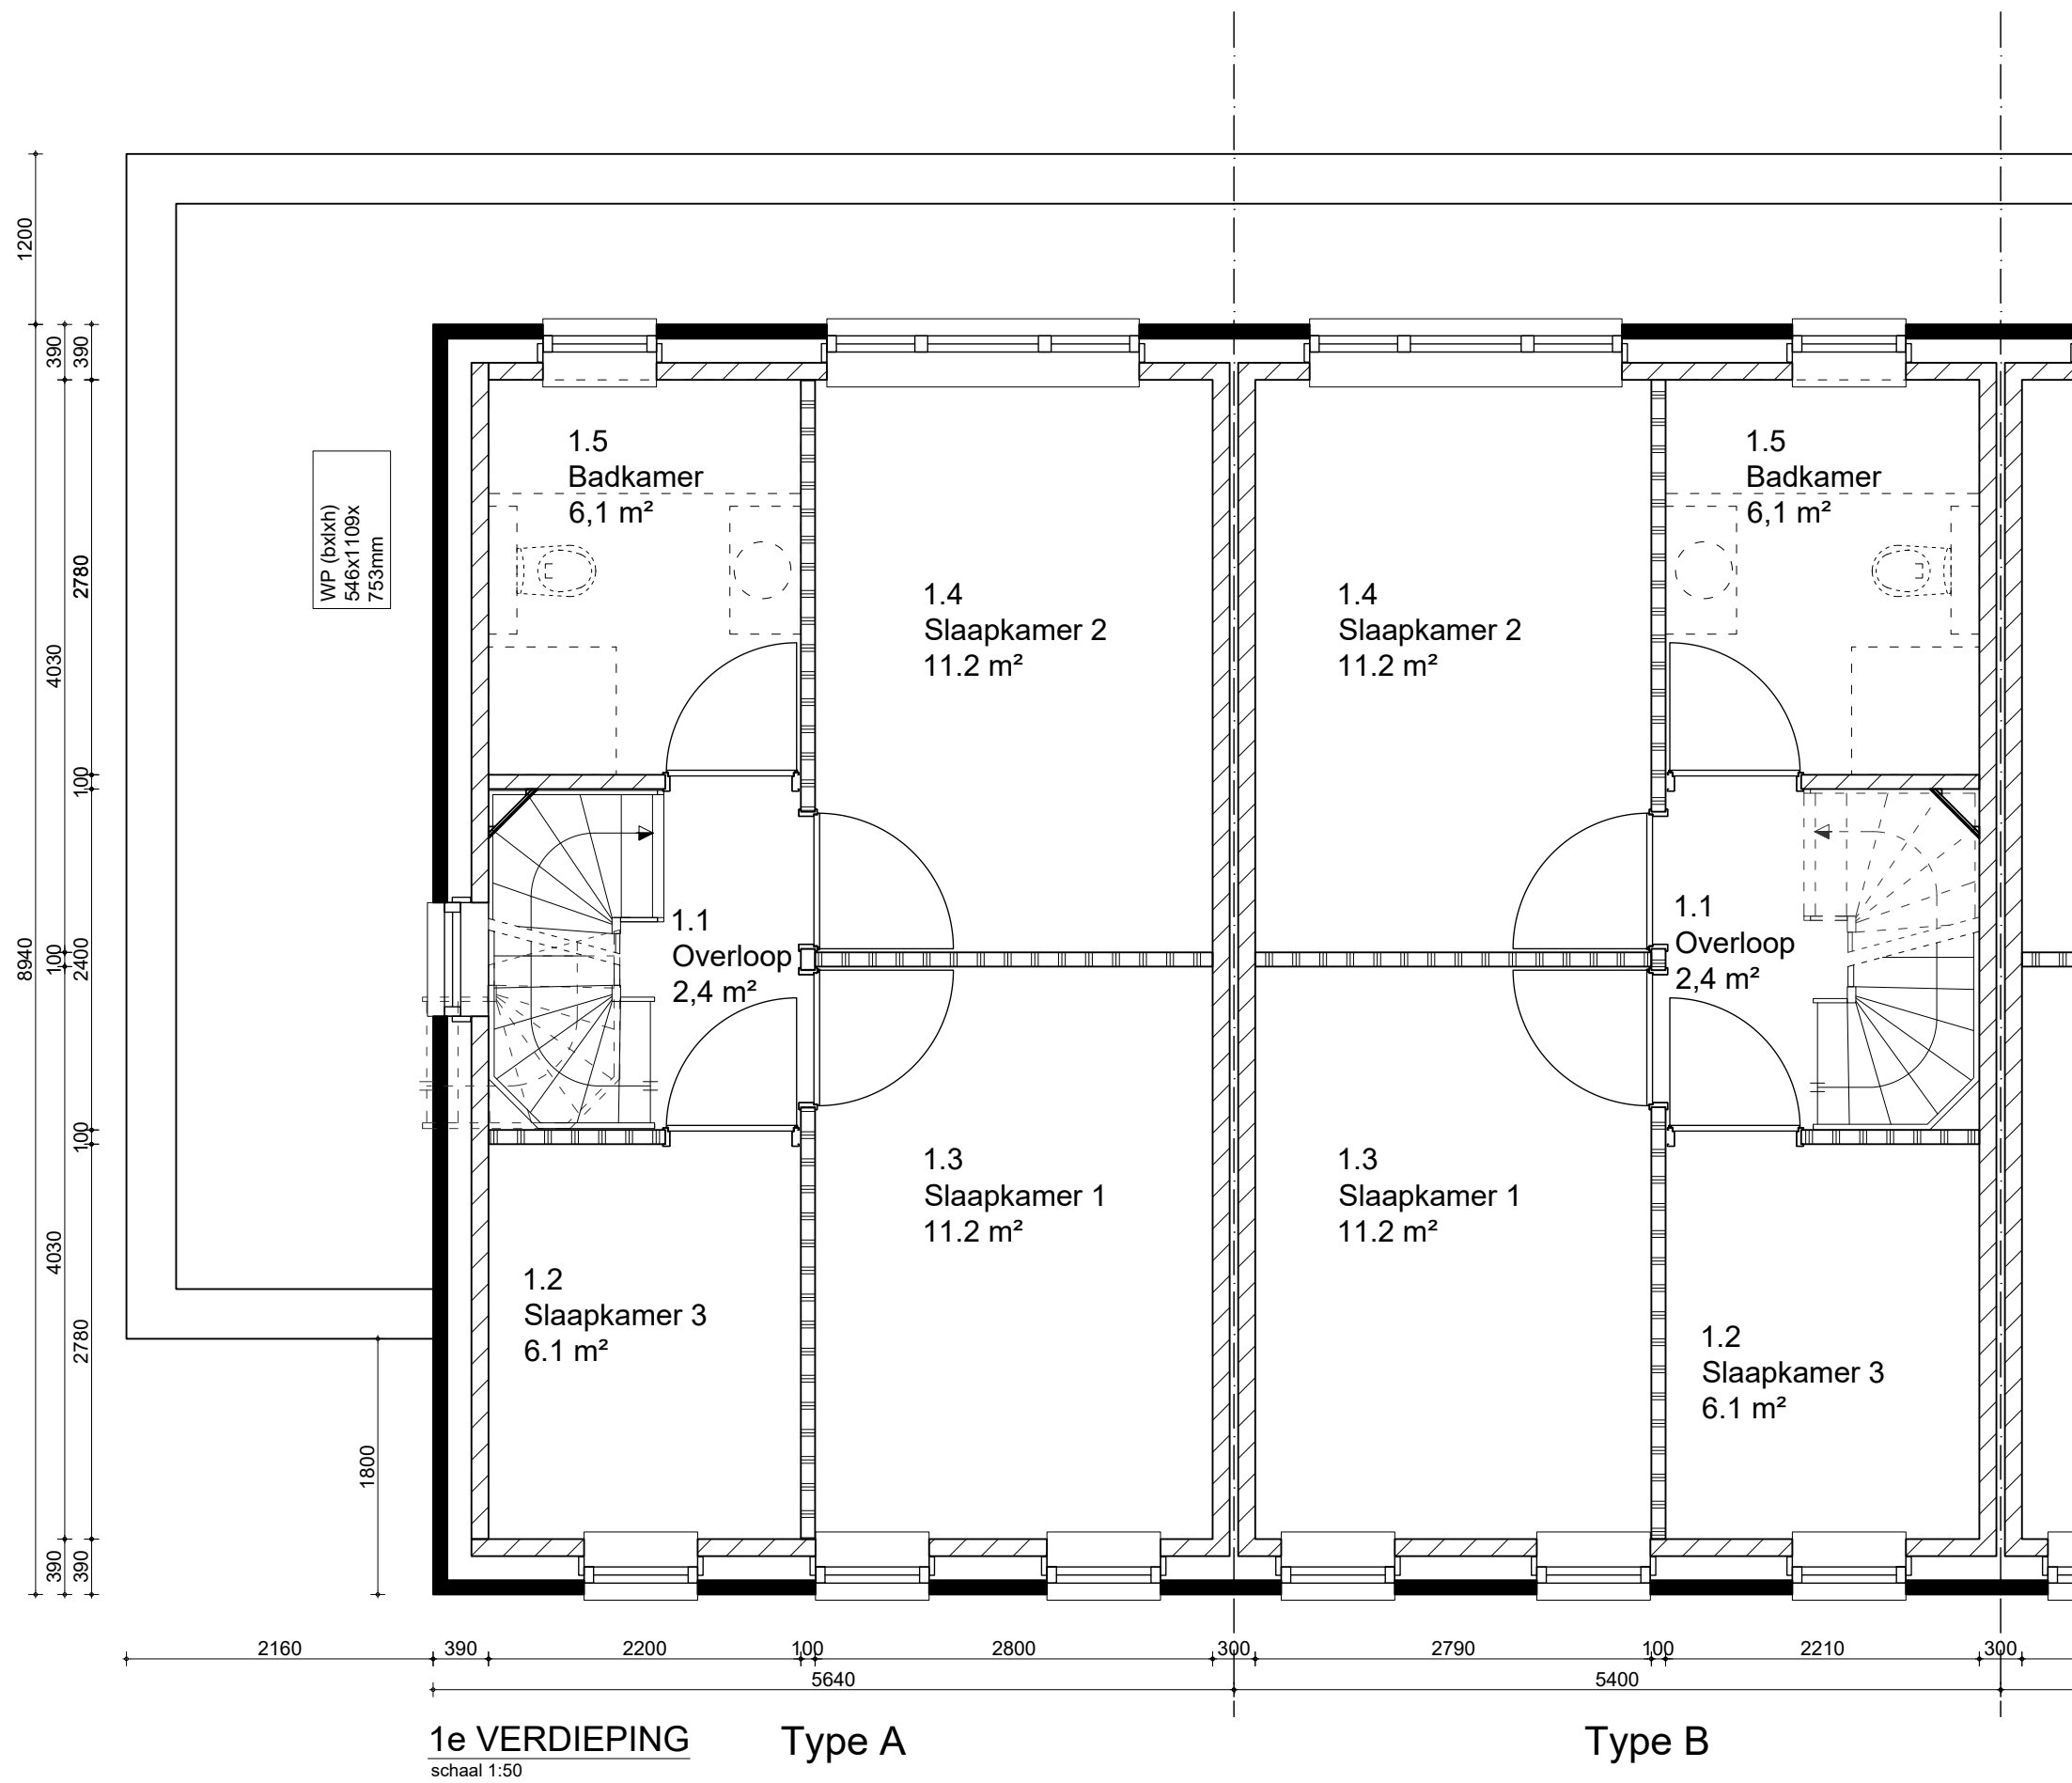 1200
390
390
2780
4030
100
8940
100
2400
100
4030
2780
1800
390
390
WP (bxlxh)
546x1109x
753mm
1.5
Badkamer
6,1 m²
1.4
Slaapkamer 2
11.2 m²
1.1
Overloop
2,4 m²
1.3
Slaapkamer 1
11.2 m²
1.2
Slaapkamer 3
6.1 m²
1.4
Slaapkamer 2
11.2 m²
1.5
Badkamer
6,1 m²
1.1
Overloop
2,4 m²
1.3
Slaapkamer 1
11.2 m²
1.2
Slaapkamer 3
6.1 m²
2160 390 2200 100 2800 300 2790 100 2210 300
5640 5400
1e VERDIEPING Type A Type B
schaal 1:50